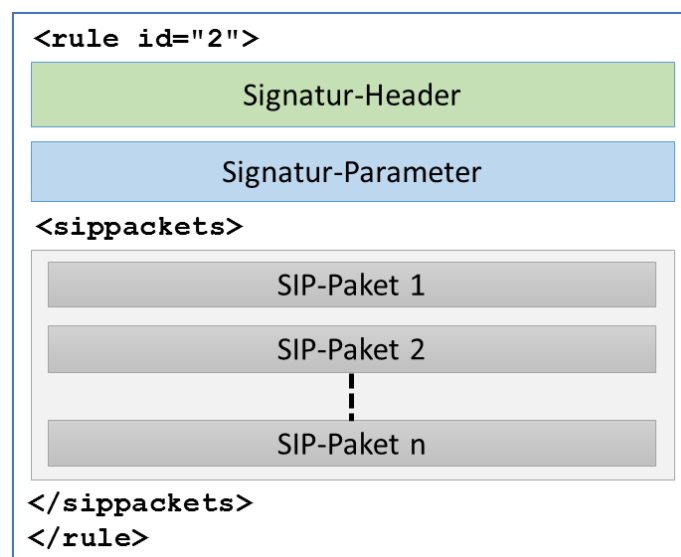 <rule id="2">
Signatur-Header
Signatur-Parameter
<sippackets>
SIP-Paket 1
SIP-Paket 2
SIP-Paket n
</sippackets>
</rule>